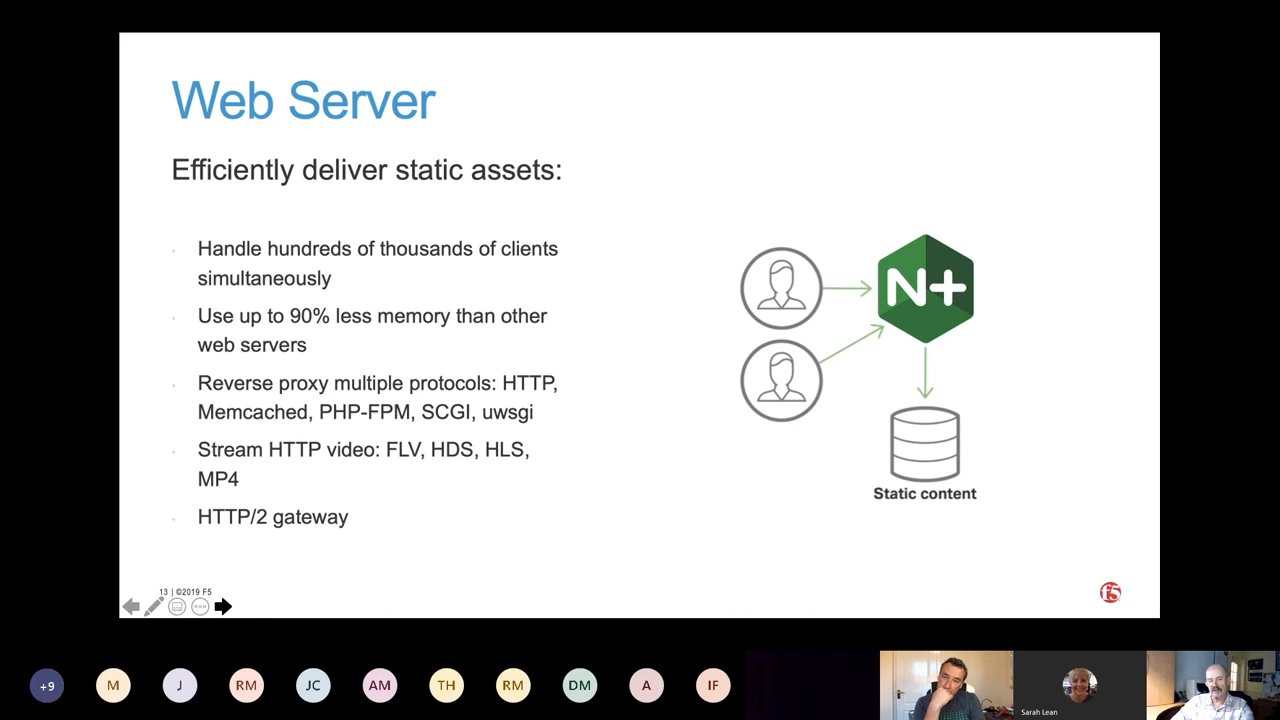 Web Server
Efficiently deliver static assets:
Handle hundreds of thousands of clients
simultaneously
Use up to 90% less memory than other
web servers
Reverse proxy multiple protocols: HTTP,
Memcached, PHP-FPM, SCGI, uwsgi
Stream HTTP video: FLV, HDS, HLS,
MP4
HTTP/2 gateway
N+
Static content
13 | ©2019 F5
f5
+9
M
J
RM
JC
AM
TH
RM
DM
A
IF
Sarah Lean